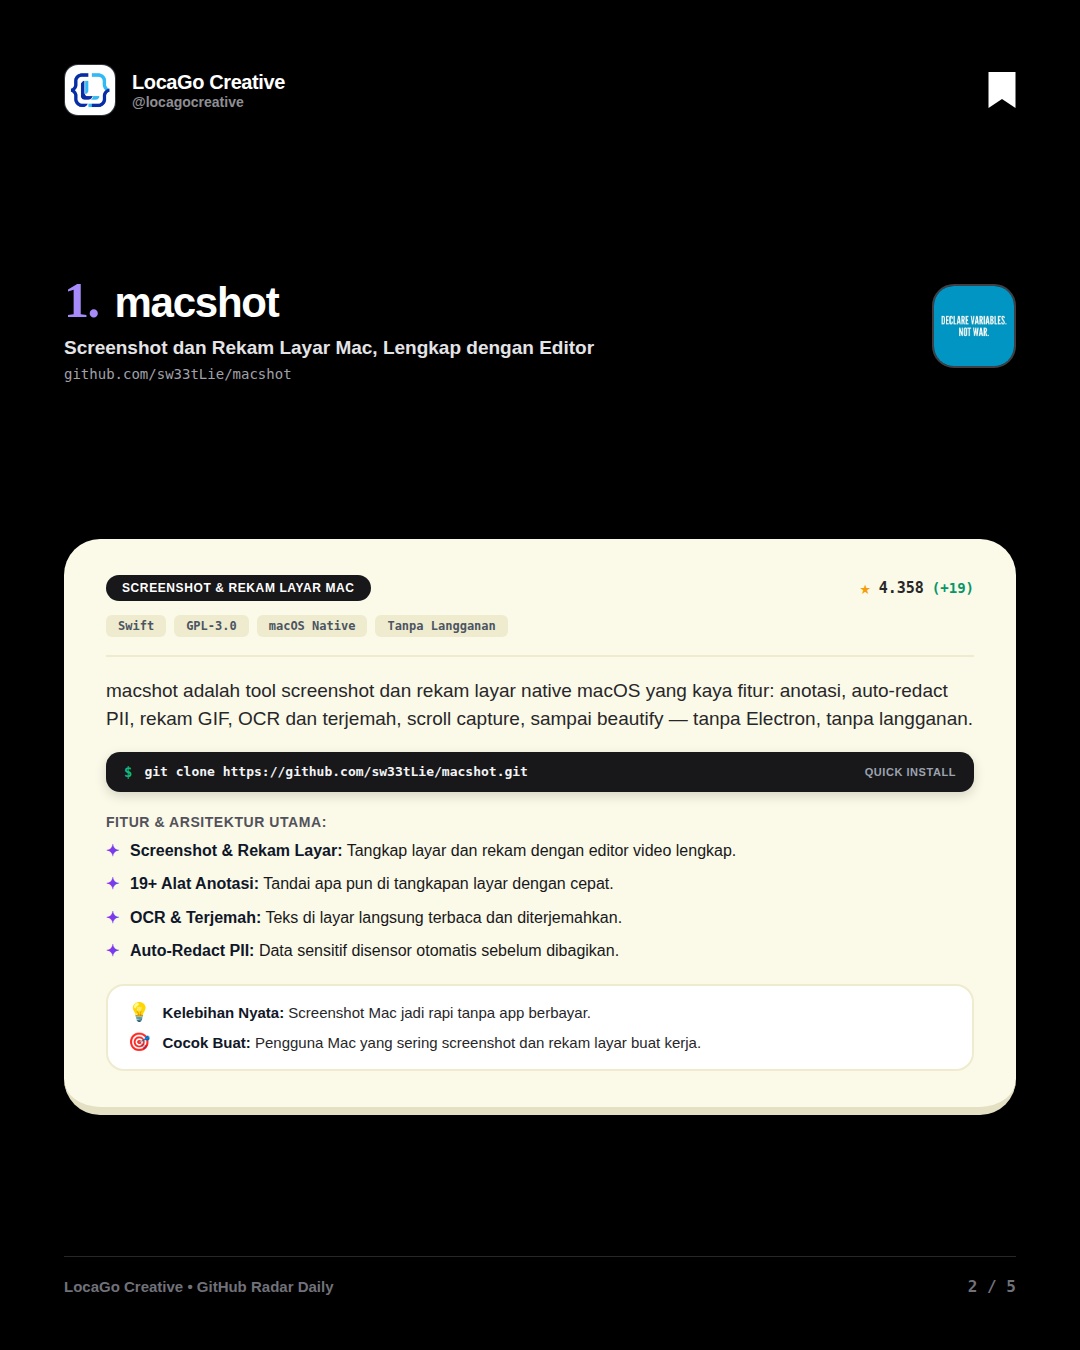 LocaGo Creative
@locagocreative
1. macshot
Screenshot dan Rekam Layar Mac, Lengkap dengan Editor
github.com/sw33tLie/macshot
DECLARE VARIABLES.
NOT WAR.
SCREENSHOT & REKAM LAYAR MAC
★ 4.358 (+19)
Swift GPL-3.0 macOS Native Tanpa Langganan
macshot adalah tool screenshot dan rekam layar native macOS yang kaya fitur: anotasi, auto-redact
PII, rekam GIF, OCR dan terjemah, scroll capture, sampai beautify — tanpa Electron, tanpa langganan.
$ git clone https://github.com/sw33tLie/macshot.git QUICK INSTALL
FITUR & ARSITEKTUR UTAMA:
✦ Screenshot & Rekam Layar: Tangkap layar dan rekam dengan editor video lengkap.
✦ 19+ Alat Anotasi: Tandai apa pun di tangkapan layar dengan cepat.
✦ OCR & Terjemah: Teks di layar langsung terbaca dan diterjemahkan.
✦ Auto-Redact PII: Data sensitif disensor otomatis sebelum dibagikan.
💡 Kelebihan Nyata: Screenshot Mac jadi rapi tanpa app berbayar.
🎯 Cocok Buat: Pengguna Mac yang sering screenshot dan rekam layar buat kerja.
LocaGo Creative • GitHub Radar Daily
2 / 5